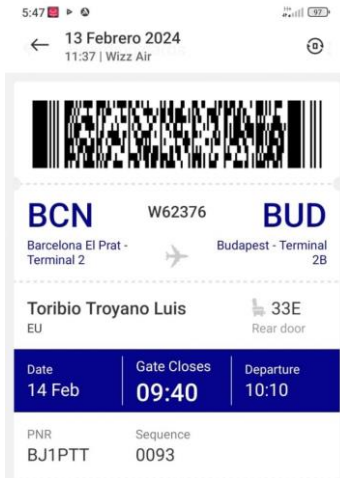 5:47
97
13 Febrero 2024
11:37 | Wizz Air
BCN W62376 BUD
Barcelona El Prat - Terminal 2
Budapest - Terminal 2B
Toribio Troyano Luis 33E
EU Rear door
Date Gate Closes Departure
14 Feb 09:40 10:10
PNR Sequence
BJ1PTT 0093